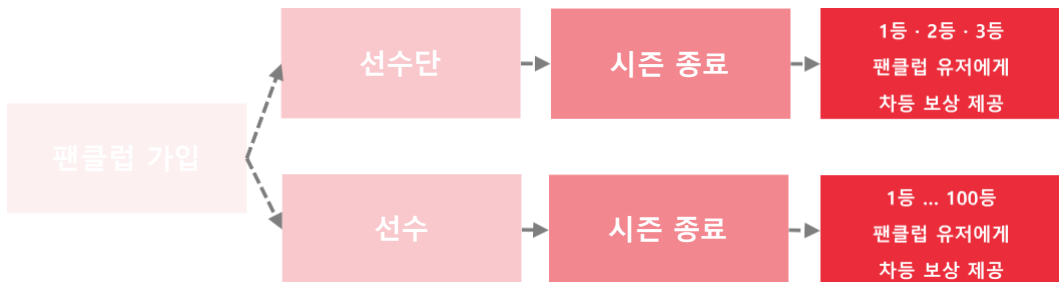 팬클럽 가입
선수단
시즌 종료
1등 · 2등 · 3등
팬클럽 유저에게
차등 보상 제공
선수
시즌 종료
1등 ... 100등
팬클럽 유저에게
차등 보상 제공